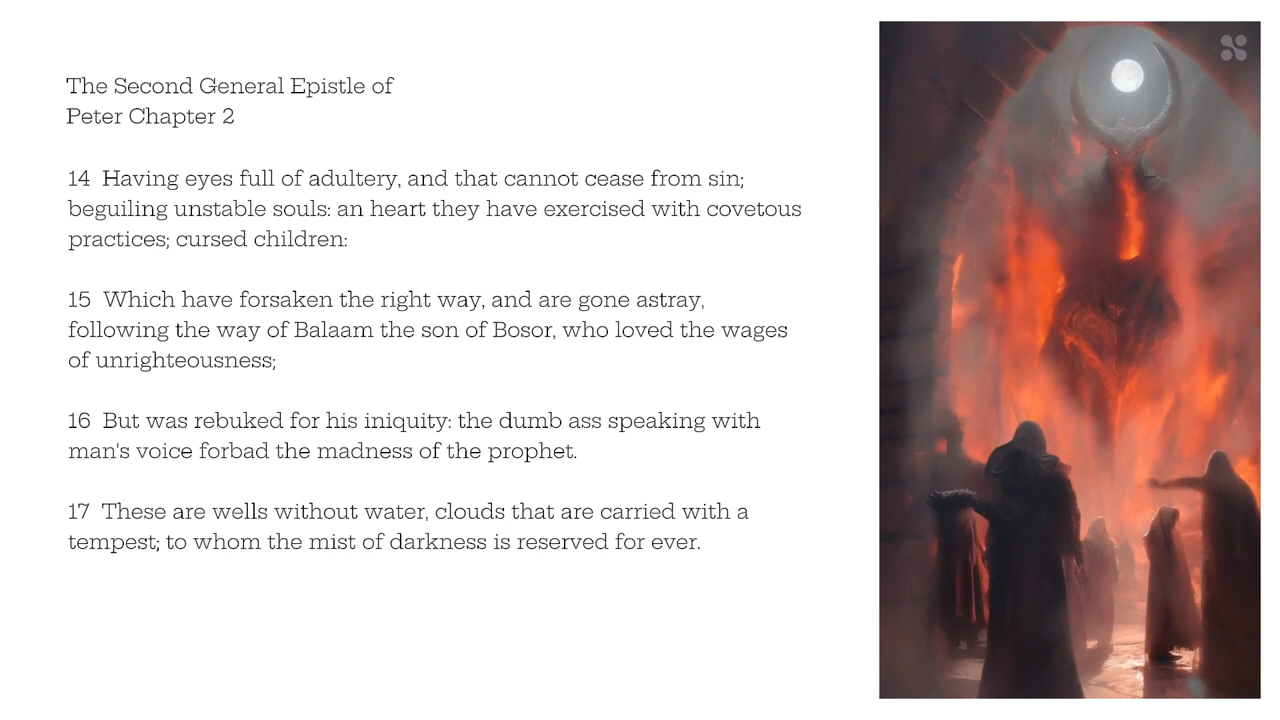 The Second General Epistle of
Peter Chapter 2
14 Having eyes full of adultery, and that cannot cease from sin;
beguiling unstable souls: an heart they have exercised with covetous
practices; cursed children:
15 Which have forsaken the right way, and are gone astray,
following the way of Balaam the son of Bosor, who loved the wages
of unrighteousness;
16 But was rebuked for his iniquity: the dumb ass speaking with
man's voice forbad the madness of the prophet.
17 These are wells without water, clouds that are carried with a
tempest; to whom the mist of darkness is reserved for ever.